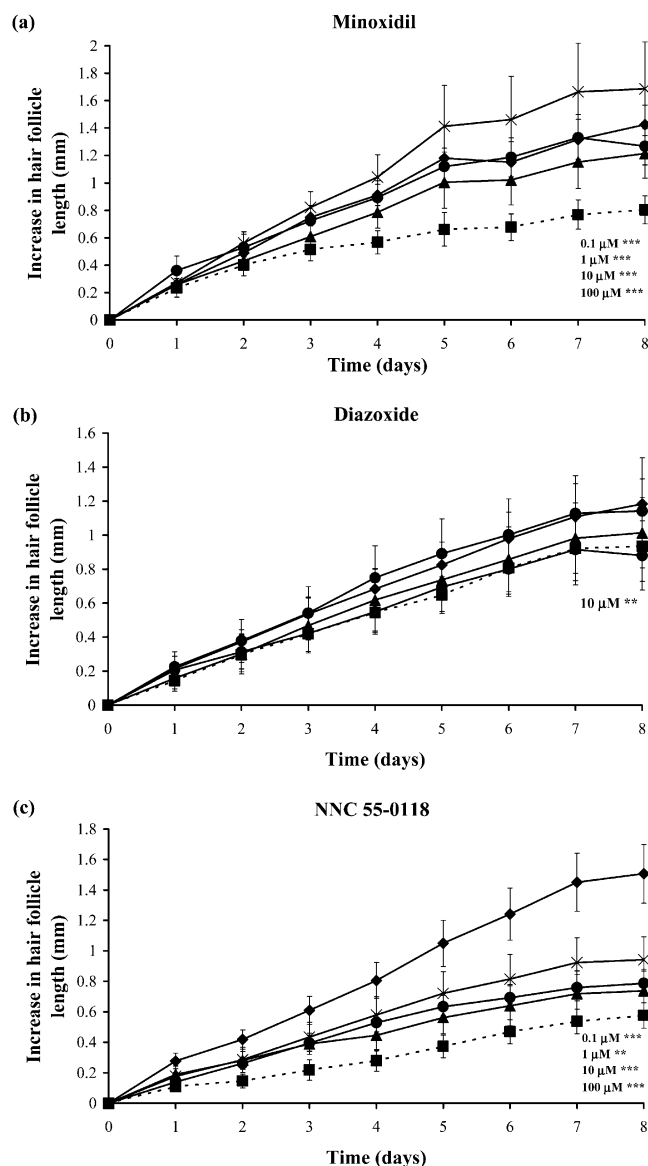 (a)
Minoxidil
Increase in hair follicle
length (mm)
2
1.8
1.6
1.4
1.2
1
0.8
0.6
0.4
0.2
0
0.1 µM ***
1 µM ***
10 µM ***
100 µM ***
0 1 2 3 4 5 6 7 8
Time (days)
(b)
Diazoxide
Increase in hair follicle
length (mm)
1.6
1.4
1.2
1
0.8
0.6
0.4
0.2
0
10 µM **
0 1 2 3 4 5 6 7 8
Time (days)
(c)
NNC 55-0118
Increase in hair follicle
length (mm)
1.8
1.6
1.4
1.2
1
0.8
0.6
0.4
0.2
0
0.1 µM ***
1 µM **
10 µM ***
100 µM ***
0 1 2 3 4 5 6 7 8
Time (days)